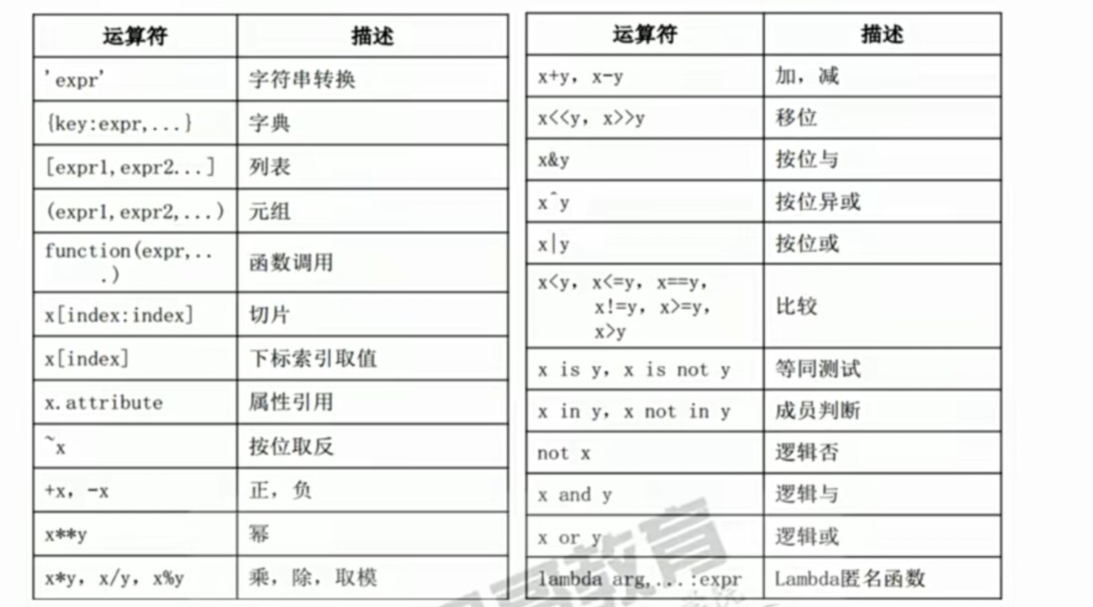 运算符 描述
'expr' 字符串转换
{key:expr,...} 字典
[expr1,expr2...] 列表
(expr1,expr2,...) 元组
function(expr,..
.) 函数调用
x[index:index] 切片
x[index] 下标索引取值
x.attribute 属性引用
~x 按位取反
+x, -x 正, 负
x**y 幂
x*y, x/y, x%y 乘, 除, 取模
运算符 描述
x+y, x-y 加, 减
x<<y, x>>y 移位
x&y 按位与
x^y 按位异或
x|y 按位或
x<y, x<=y, x==y,
x!=y, x>=y,
x>y 比较
x is y, x is not y 等同测试
x in y, x not in y 成员判断
not x 逻辑否
x and y 逻辑与
x or y 逻辑或
lambda arg,...:expr Lambda匿名函数
教育
学院